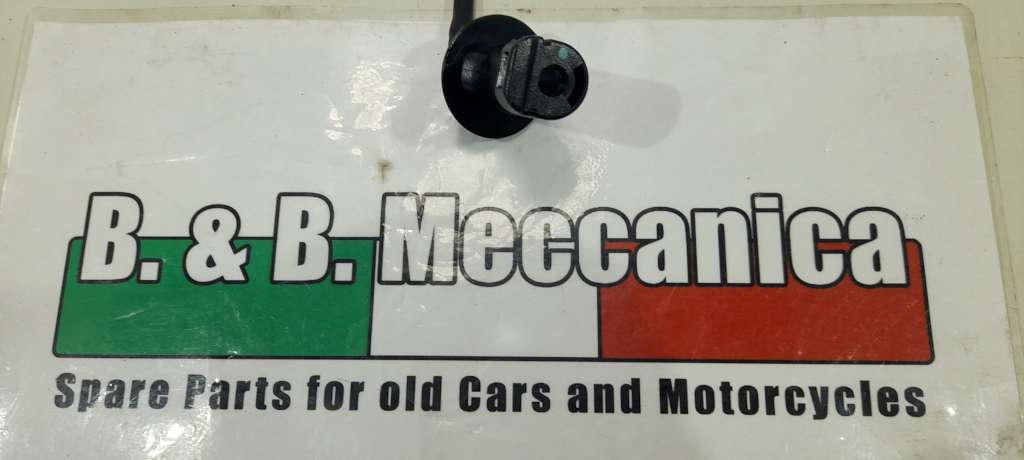 B. & B. Meccanica
Spare Parts for old Cars and Motorcycles